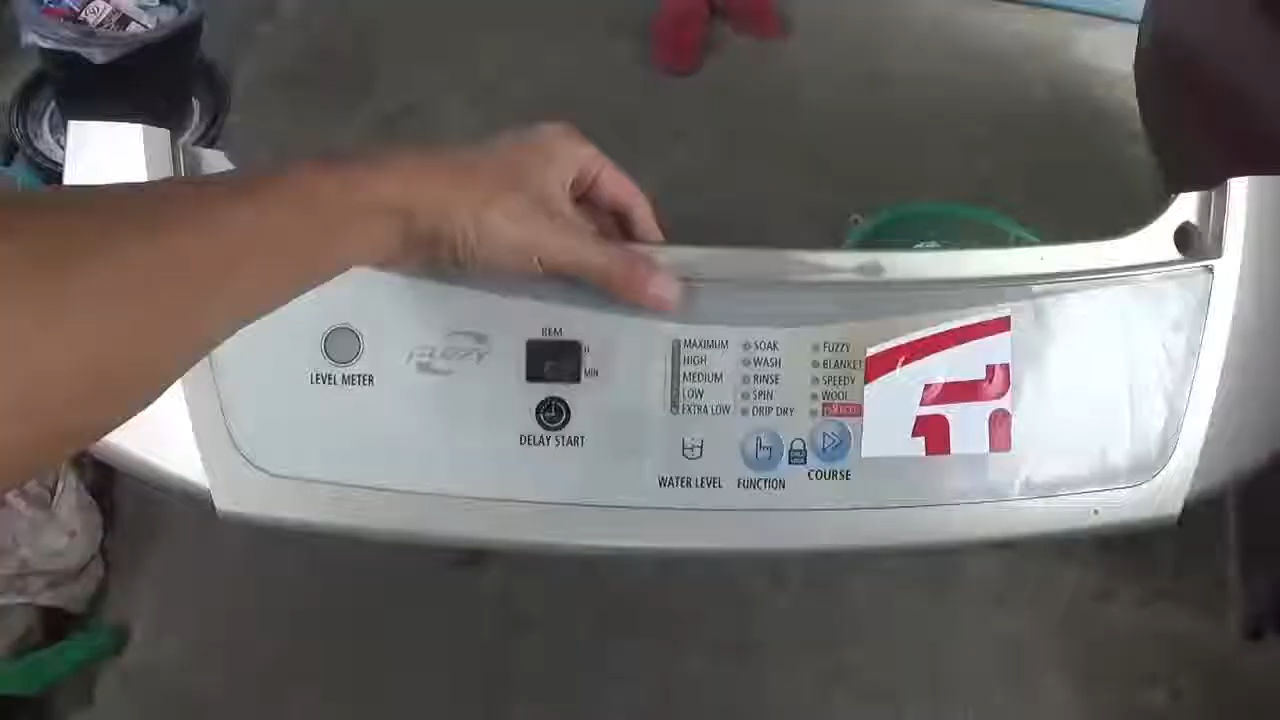 LEVEL METER
FUZZY
REM
H
MIN
DELAY START
MAXIMUM
HIGH
MEDIUM
LOW
EXTRA LOW
WATER LEVEL
SOAK
WASH
RINSE
SPIN
DRIP DRY
FUNCTION
FUZZY
BLANKET
SPEEDY
WOOL
COURSE